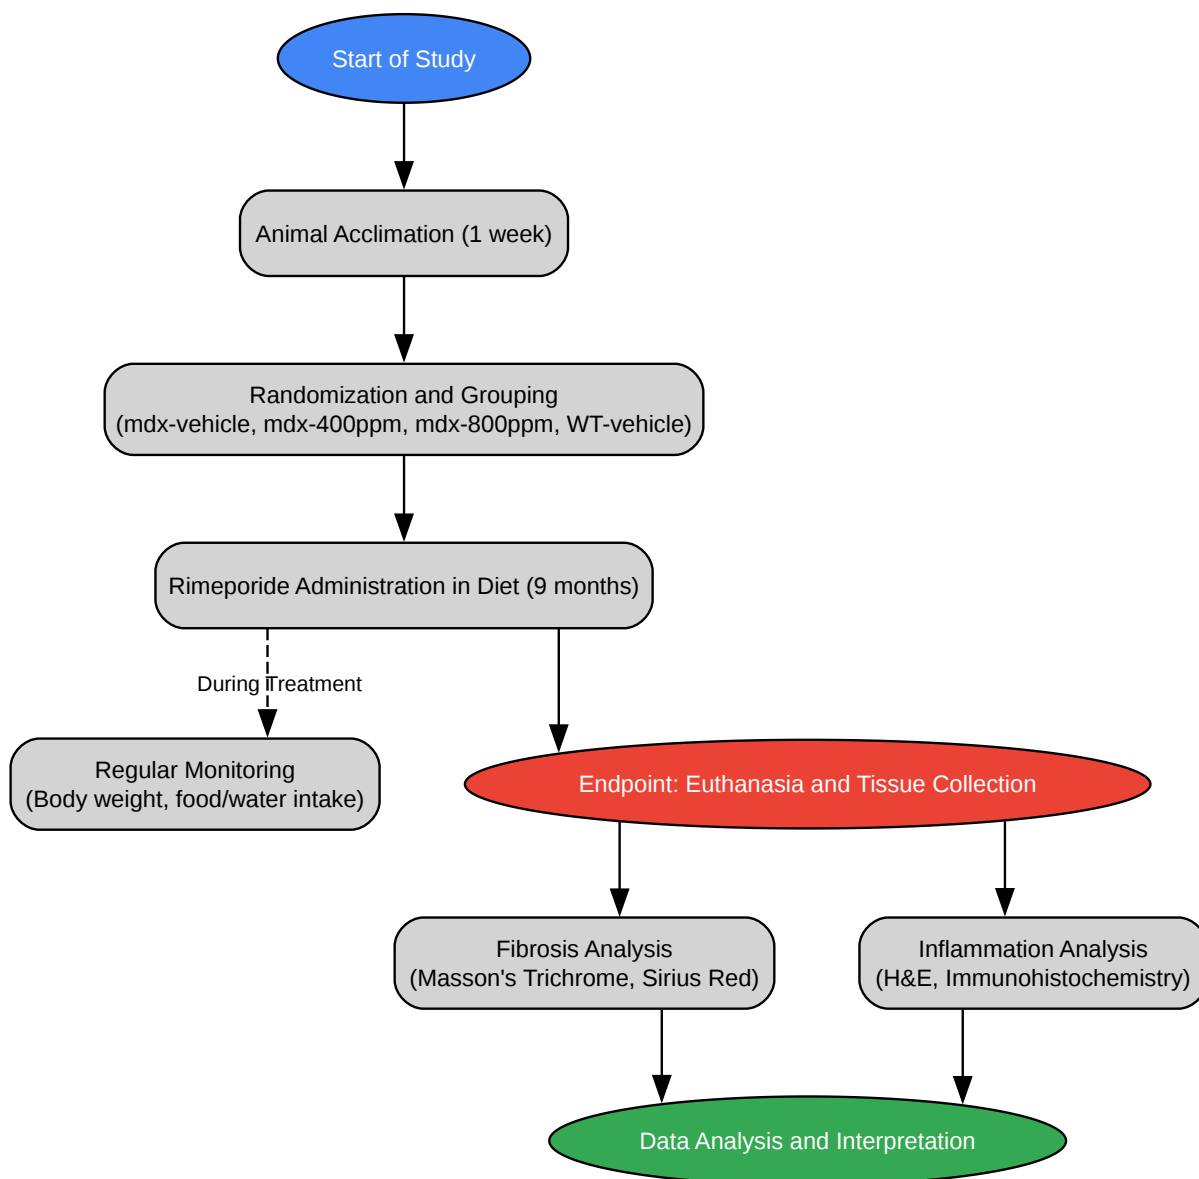 Start of Study
Animal Acclimation (1 week)
Randomization and Grouping
(mdx-vehicle, mdx-400ppm, mdx-800ppm, WT-vehicle)
Rimeporide Administration in Diet (9 months)
During Treatment
Regular Monitoring
(Body weight, food/water intake)
Endpoint: Euthanasia and Tissue Collection
Fibrosis Analysis
(Masson's Trichrome, Sirius Red)
Inflammation Analysis
(H&E, Immunohistochemistry)
Data Analysis and Interpretation